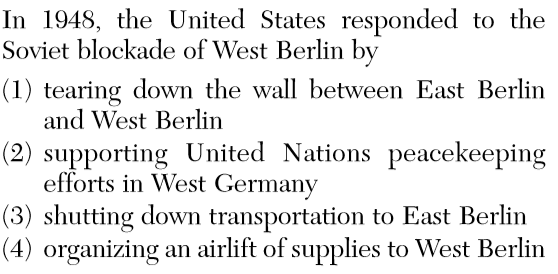 In 1948, the United States responded to the
Soviet blockade of West Berlin by
(1) tearing down the wall between East Berlin
and West Berlin
(2) supporting United Nations peacekeeping
efforts in West Germany
(3) shutting down transportation to East Berlin
(4) organizing an airlift of supplies to West Berlin